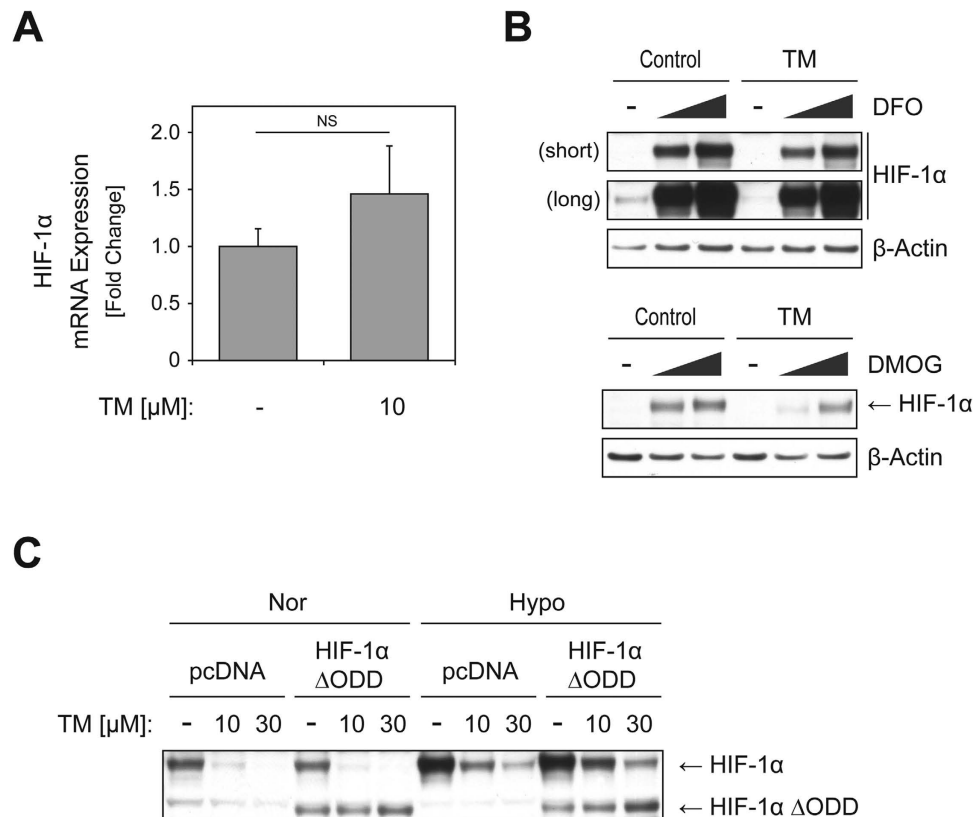 A
HIF-1α
mRNA Expression
[Fold Change]
2.0
1.5
1.0
0.5
0
NS
TM [µM]:
-
10
B
Control
TM
-
-
DFO
(short)
(long)
HIF-1α
β-Actin
Control
TM
-
-
DMOG
← HIF-1α
β-Actin
C
Nor
Hypo
pcDNA
HIF-1α
ΔODD
pcDNA
HIF-1α
ΔODD
TM [µM]: - 10 30 - 10 30 - 10 30 - 10 30
← HIF-1α
← HIF-1α ΔODD